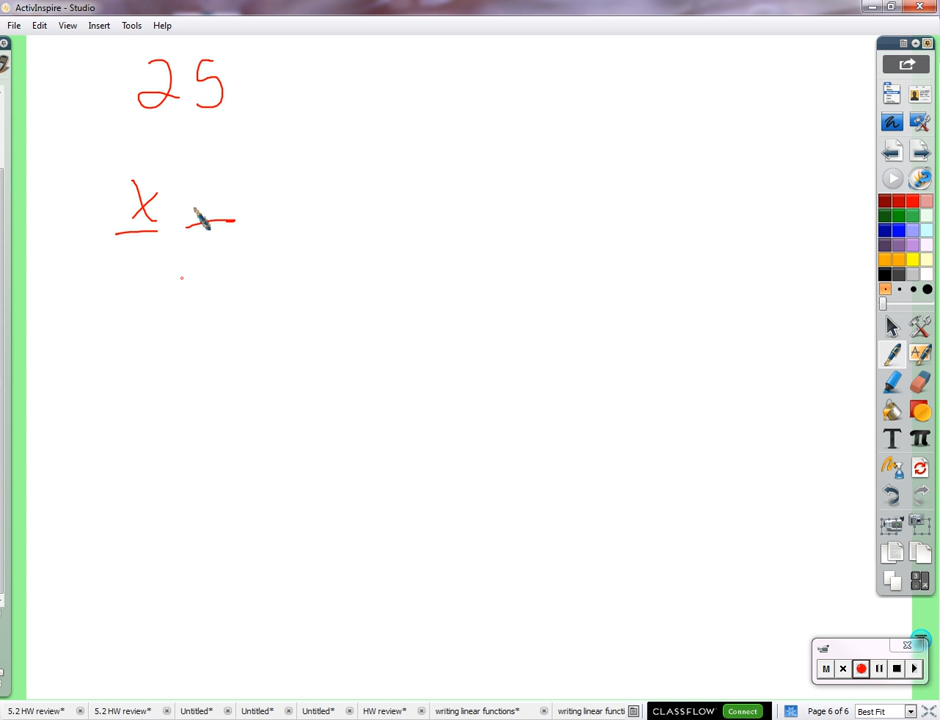 ActivInspire - Studio
File Edit View Insert Tools Help
25
x
T π
M
5.2 HW review* 5.2 HW review* Untitled* Untitled* Untitled* HW review* writing linear functions* writing linear functi CLASSFLOW Connect Page 6 of 6 Best Fit